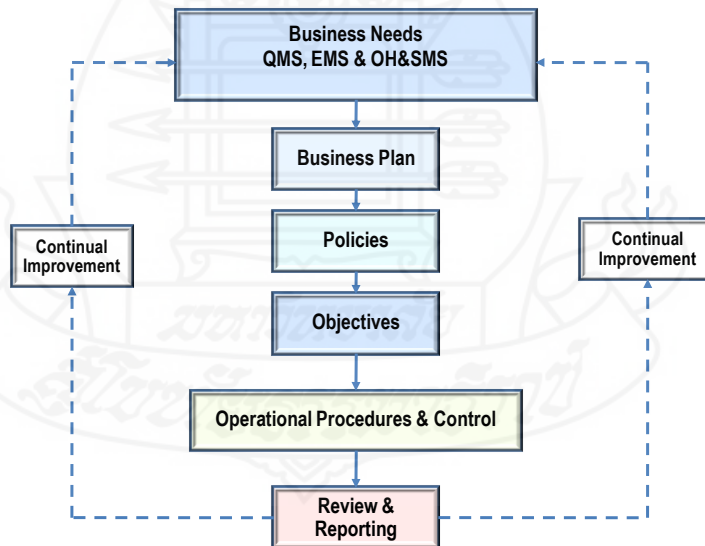 Business Needs
QMS, EMS & OH&SMS
Business Plan
Policies
Continual
Improvement
Continual
Improvement
Objectives
Operational Procedures & Control
Review &
Reporting